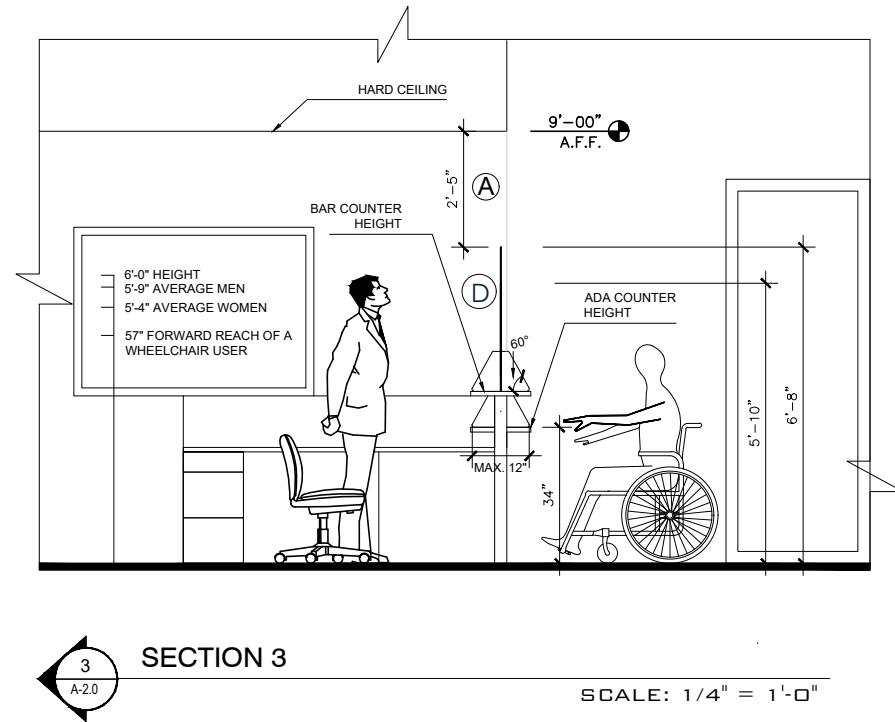 HARD CEILING
9'-00"
A.F.F.
2'-5"
A
BAR COUNTER
HEIGHT
6'-0" HEIGHT
5'-9" AVERAGE MEN
5'-4" AVERAGE WOMEN
57" FORWARD REACH OF A
WHEELCHAIR USER
D
ADA COUNTER
HEIGHT
60°
MAX. 12"
34"
5'-10"
6'-8"
3
A-2.0
SECTION 3
SCALE: 1/4" = 1'-0"